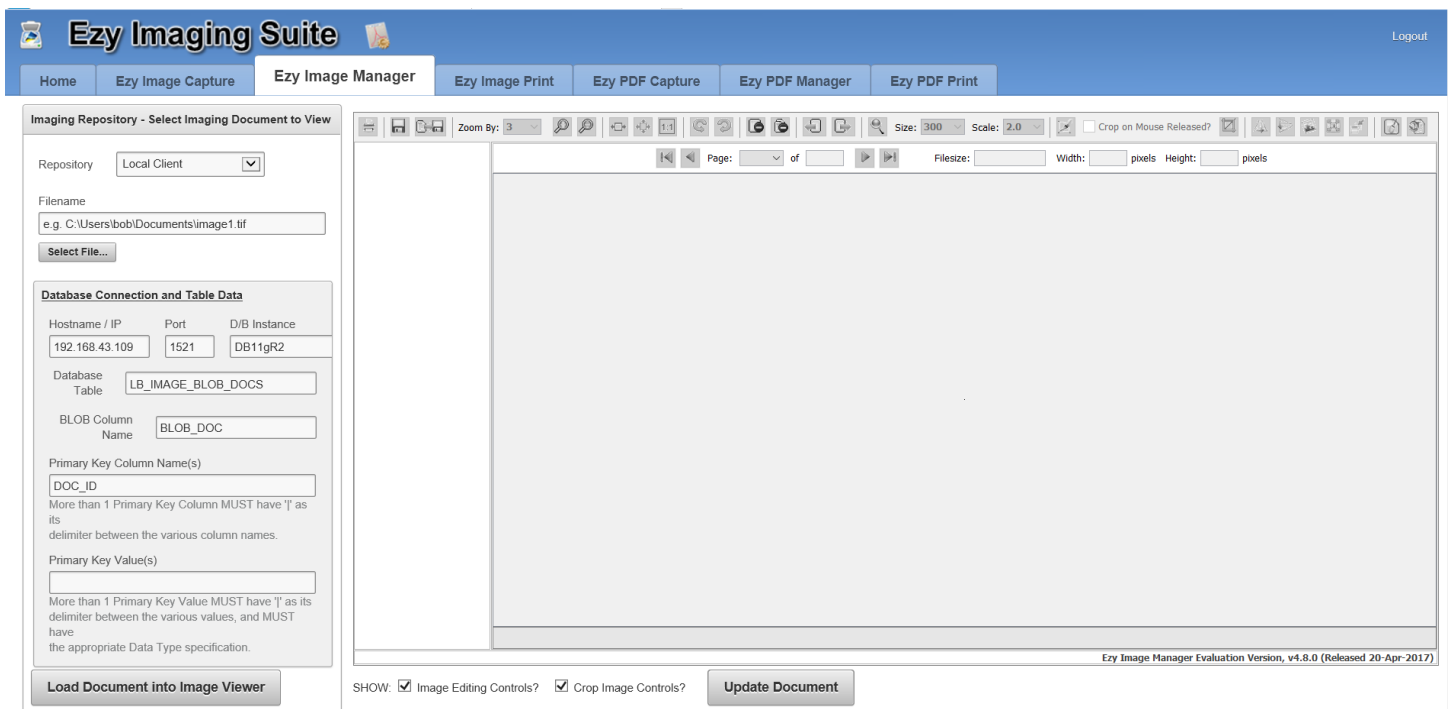 Ezy Imaging Suite
Logout
Home
Ezy Image Capture
Ezy Image Manager
Ezy Image Print
Ezy PDF Capture
Ezy PDF Manager
Ezy PDF Print
Imaging Repository - Select Imaging Document to View
Repository
Local Client
Filename
e.g. C:\Users\bob\Documents\image1.tif
Select File...
Database Connection and Table Data
Hostname / IP
Port
D/B Instance
192.168.43.109
1521
DB11gR2
Database
Table
LB_IMAGE_BLOB_DOCS
BLOB Column
Name
BLOB_DOC
Primary Key Column Name(s)
DOC_ID
More than 1 Primary Key Column MUST have '|' as
its
delimiter between the various column names.
Primary Key Value(s)
More than 1 Primary Key Value MUST have '|' as its
delimiter between the various values, and MUST
have
the appropriate Data Type specification.
Load Document into Image Viewer
Zoom By: 3
1:1
Size: 300
Scale: 2.0
Crop on Mouse Released?
Page:
of
Filesize:
Width:
pixels
Height:
pixels
Ezy Image Manager Evaluation Version, v4.8.0 (Released 20-Apr-2017)
SHOW:
Image Editing Controls?
Crop Image Controls?
Update Document